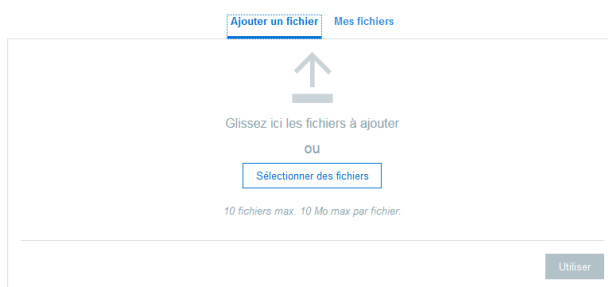 Ajouter un fichier Mes fichiers
Glissez ici les fichiers à ajouter
ou
Sélectionner des fichiers
10 fichiers max. 10 Mo max par fichier.
Utiliser